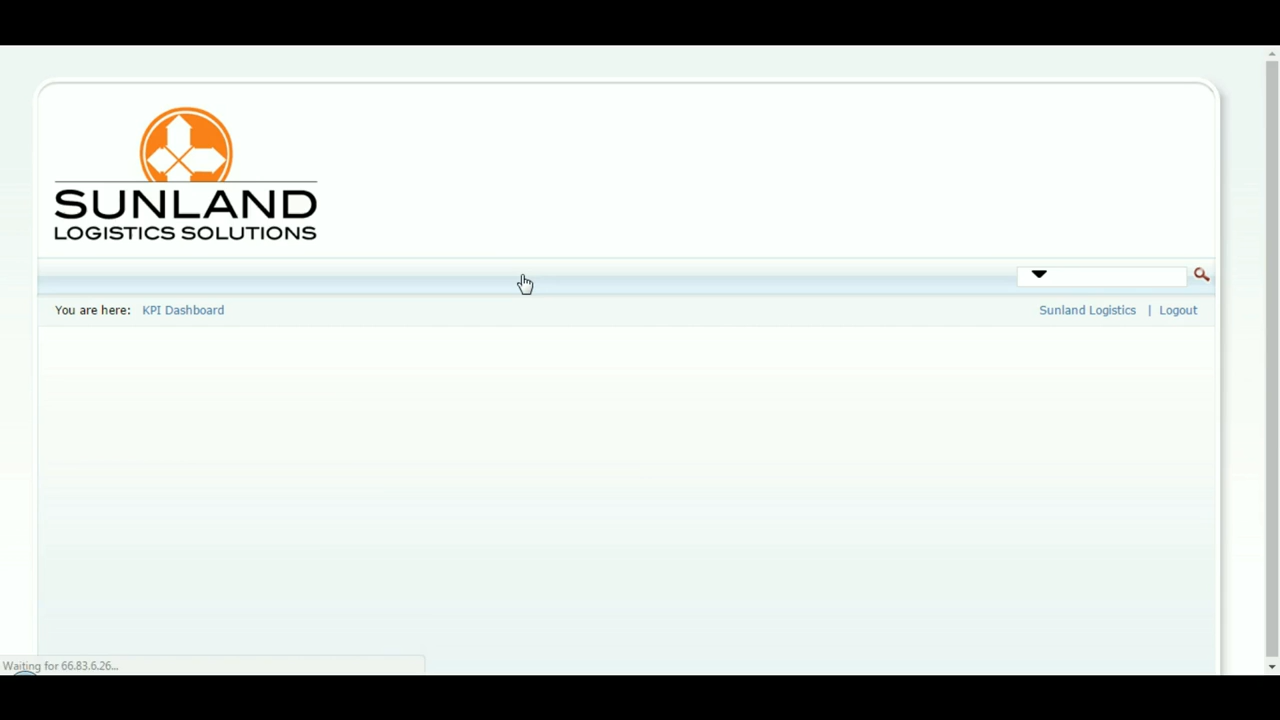 SUNLAND
LOGISTICS SOLUTIONS
You are here: KPI Dashboard
Sunland Logistics | Logout
Waiting for 66.83.6.26...